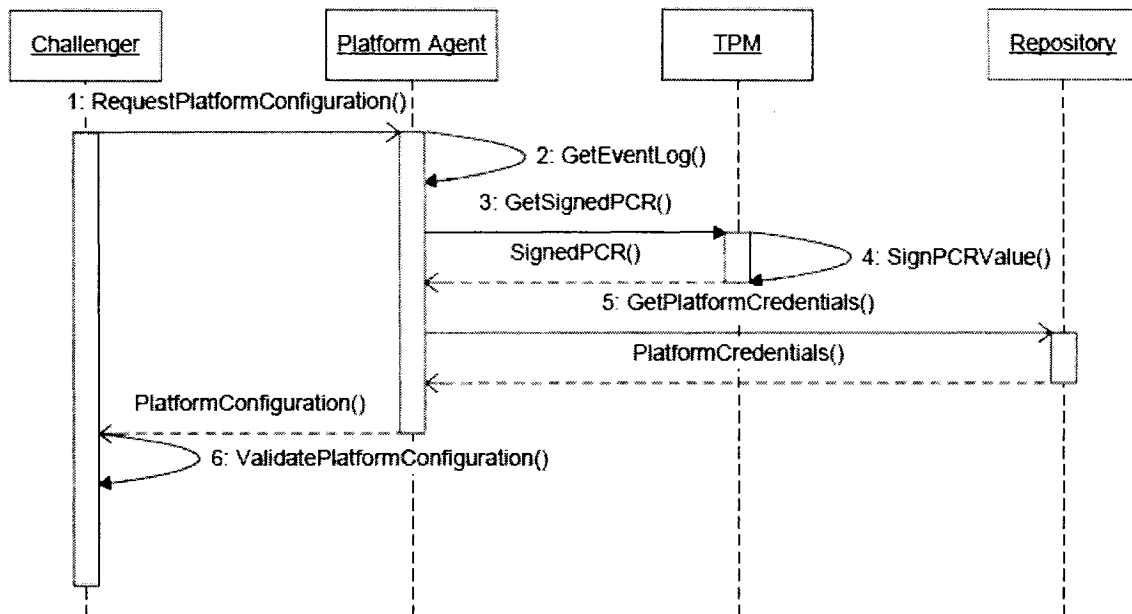 Challenger
Platform Agent
TPM
Repository
1: RequestPlatformConfiguration()
2: GetEventLog()
3: GetSignedPCR()
SignedPCR()
4: SignPCRValue()
5: GetPlatformCredentials()
PlatformCredentials()
PlatformConfiguration()
6: ValidatePlatformConfiguration()